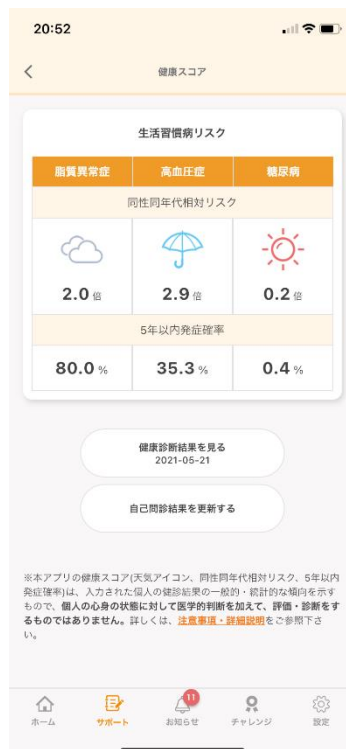 20:52
健康スコア
生活習慣病リスク
脂質異常症 高血圧症 糖尿病
同性同年代相対リスク
2.0 倍 2.9 倍 0.2 倍
5年以内発症確率
80.0 % 35.3 % 0.4 %
健康診断結果を見る
2021-05-21
自己問診結果を更新する
※本アプリの健康スコア(天気アイコン、同性同年代相対リスク、5年以内
発症確率)は、入力された個人の健診結果の一般的・統計的な傾向を示す
もので、個人の心身の状態に対して医学的判断を加えて、評価・診断をす
るものではありません。詳しくは、注意事項・詳細説明をご参照下さ
い。
11
ホーム サポート お知らせ チャレンジ 設定